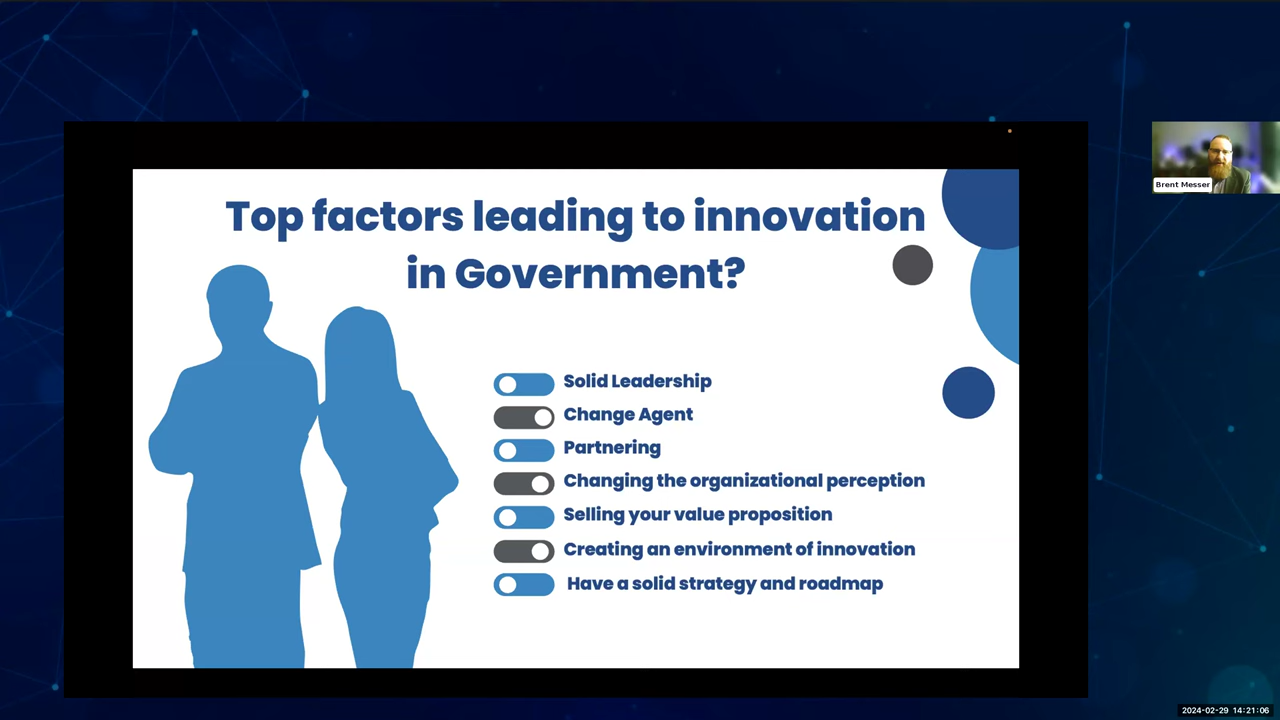 Top factors leading to innovation
in Government?
Solid Leadership
Change Agent
Partnering
Changing the organizational perception
Selling your value proposition
Creating an environment of innovation
Have a solid strategy and roadmap
Brent Messer
2024-02-29 14:21:06